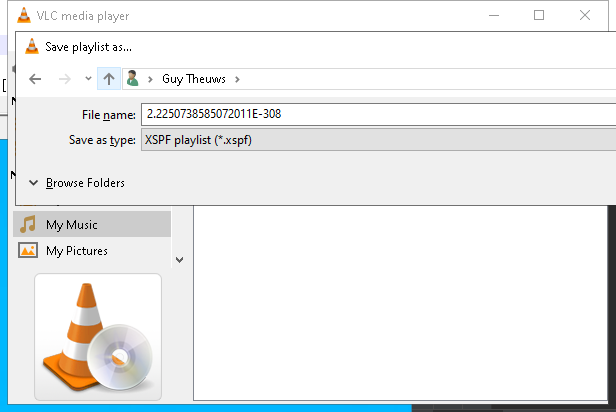 VLC media player
Save playlist as...
Guy Theuws
File name: 2.2250738585072011E-308
Save as type: XSPF playlist (*.xspf)
Browse Folders
My Music
My Pictures